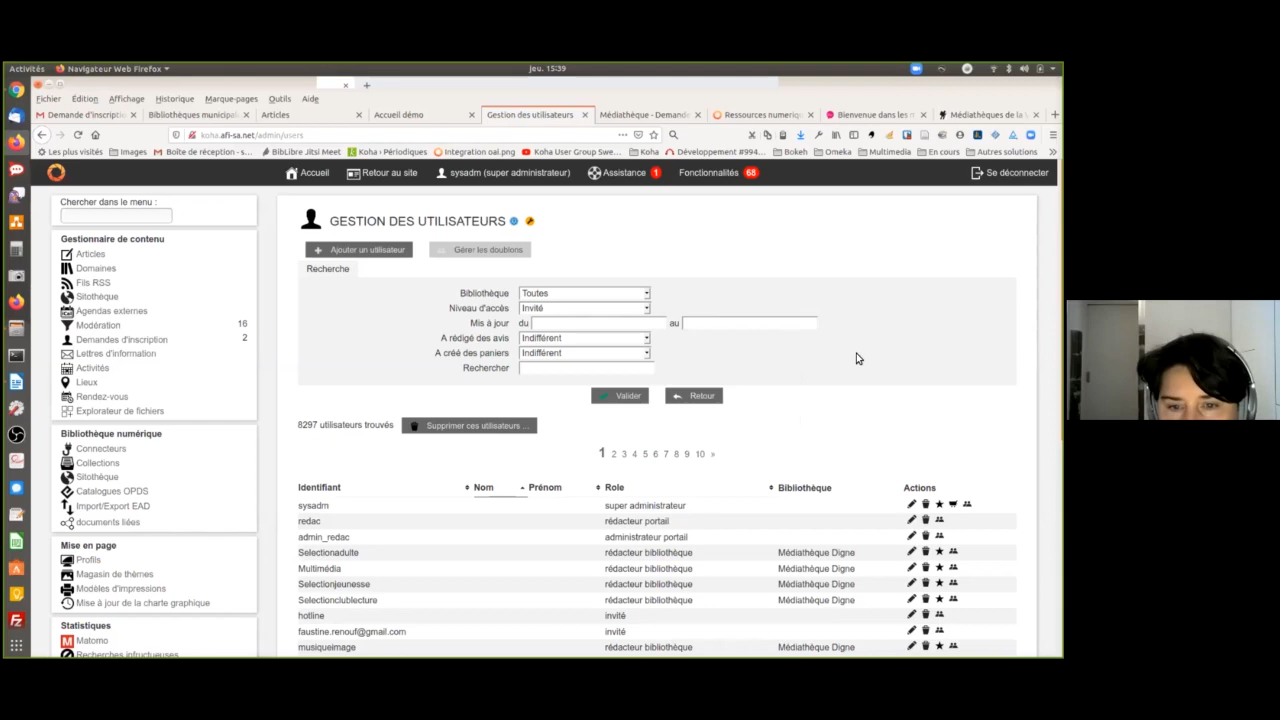 Activités Navigateur Web Firefox jeu. 15:39
Fichier Édition Affichage Historique Marque-pages Outils Aide
Demande d'inscriptio Bibliothèques municipal Articles Accueil démo Gestion des utilisateurs Médiathèque - Demande Ressources numeriq Bienvenue dans les m Médiathèques de la V
koha.afi-sa.net/admin/users
Les plus visités Images Boîte de réception - s... BibLibre Jitsi Meet Koha › Périodiques Integration oai.png Koha User Group Swe... Koha Développement #994... Bokeh Omeka Multimedia En cours Autres solutions
Accueil Retour au site sysadm (super administrateur) Assistance 1 Fonctionnalités 68 Se déconnecter
Chercher dans le menu :
Gestionnaire de contenu
Articles
Domaines
Fils RSS
Sitothèque
Agendas externes
Modération 16
Demandes d'inscription 2
Lettres d'information
Activités
Lieux
Rendez-vous
Explorateur de fichiers
Bibliothèque numérique
Connecteurs
Collections
Sitothèque
Catalogues OPDS
Import/Export EAD
documents liées
Mise en page
Profils
Magasin de thèmes
Modèles d'impressions
Mise à jour de la charte graphique
Statistiques
Matomo
Recherches infructueuses
GESTION DES UTILISATEURS
Ajouter un utilisateur Gérer les doublons
Recherche
Bibliothèque Toutes
Niveau d'accès Invité
Mis à jour du au
A rédigé des avis Indifférent
A créé des paniers Indifférent
Rechercher
Valider Retour
8297 utilisateurs trouvés Supprimer ces utilisateurs ...
1 2 3 4 5 6 7 8 9 10 »
Identifiant Nom Prénom Role Bibliothèque Actions
sysadm super administrateur
redac rédacteur portail
admin_redac administrateur portail
Selectionadulte rédacteur bibliothèque Médiathèque Digne
Multimédia rédacteur bibliothèque Médiathèque Digne
Selectionjeunesse rédacteur bibliothèque Médiathèque Digne
Selectionclublecture rédacteur bibliothèque Médiathèque Digne
hotline invité
faustine.renouf@gmail.com invité
musiqueimage rédacteur bibliothèque Médiathèque Digne